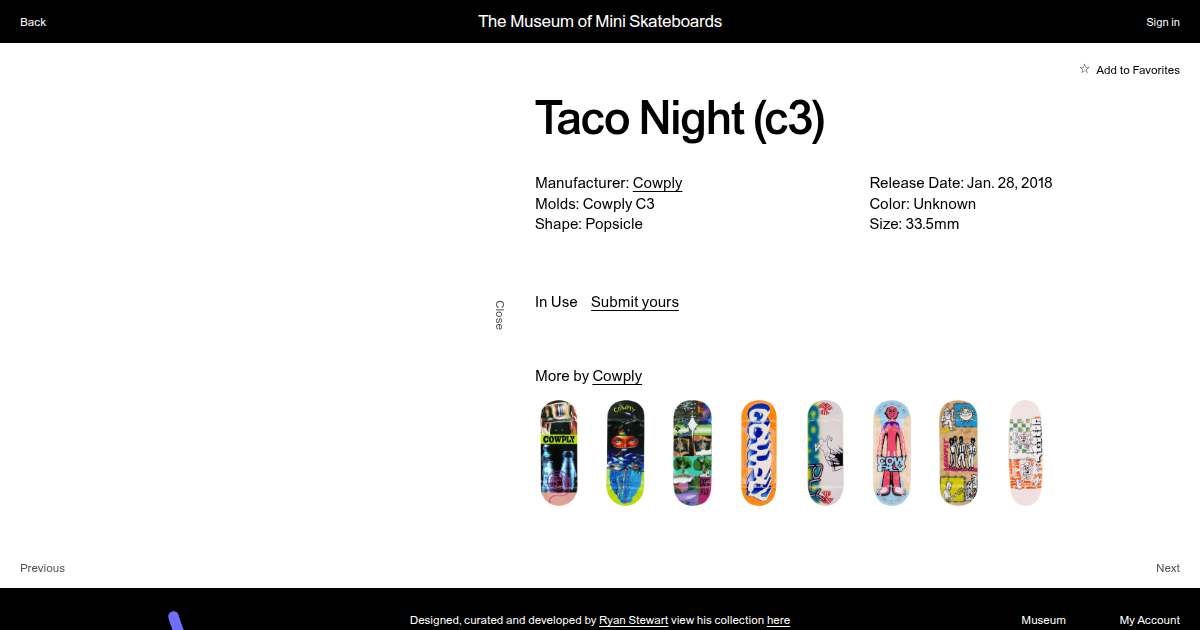 Back
The Museum of Mini Skateboards
Sign in
☆ Add to Favorites
Taco Night (c3)
Manufacturer: Cowply
Molds: Cowply C3
Shape: Popsicle
Release Date: Jan. 28, 2018
Color: Unknown
Size: 33.5mm
Close
In Use Submit yours
More by Cowply
COWPLY
COWPLY
Previous
Next
Designed, curated and developed by Ryan Stewart view his collection here
Museum
My Account